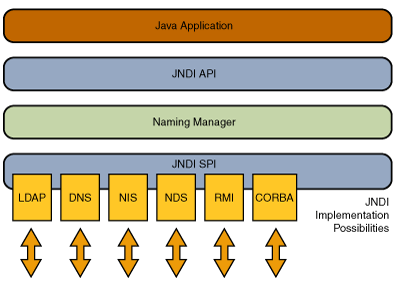 Java Application
JNDI API
Naming Manager
JNDI SPI
LDAP
DNS
NIS
NDS
RMI
CORBA
JNDI
Implementation
Possibilities